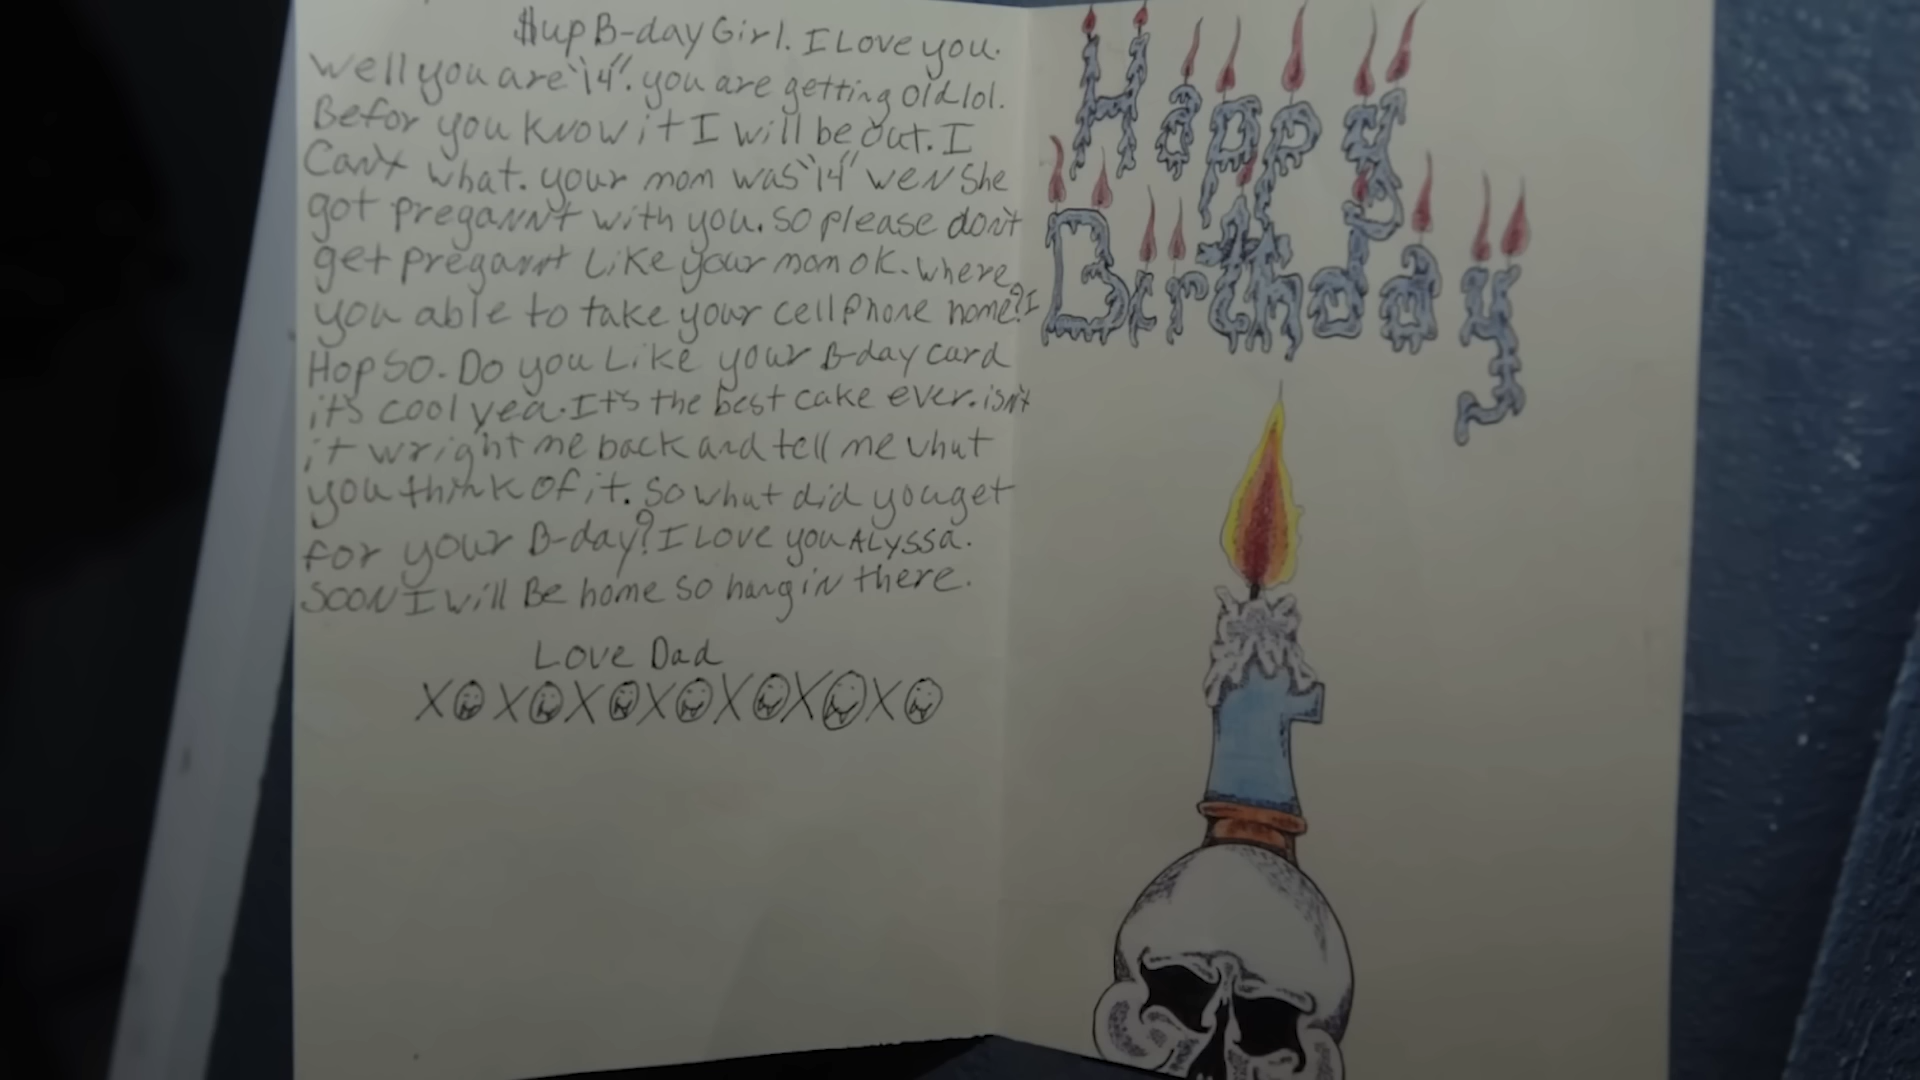 $up B-day Girl. I Love you.
Well you are "14". you are getting old lol.
Befor you know it I will be out. I
Can't what. your mom was "14" wen she
got pregannt with you. so please don't
get pregannt Like your mom ok. where
you able to take your cellphone home? I
Hop so. Do you Like your B-day card
it's cool yea. It's the best cake ever. isn't
it wright me back and tell me whut
you think of it. So whut did you get
for your B-day? I Love you ALYSSA.
SOON I will Be home so hang in there.
Love Dad
XOXOXOXOXOXOXO
Happy
Birthday